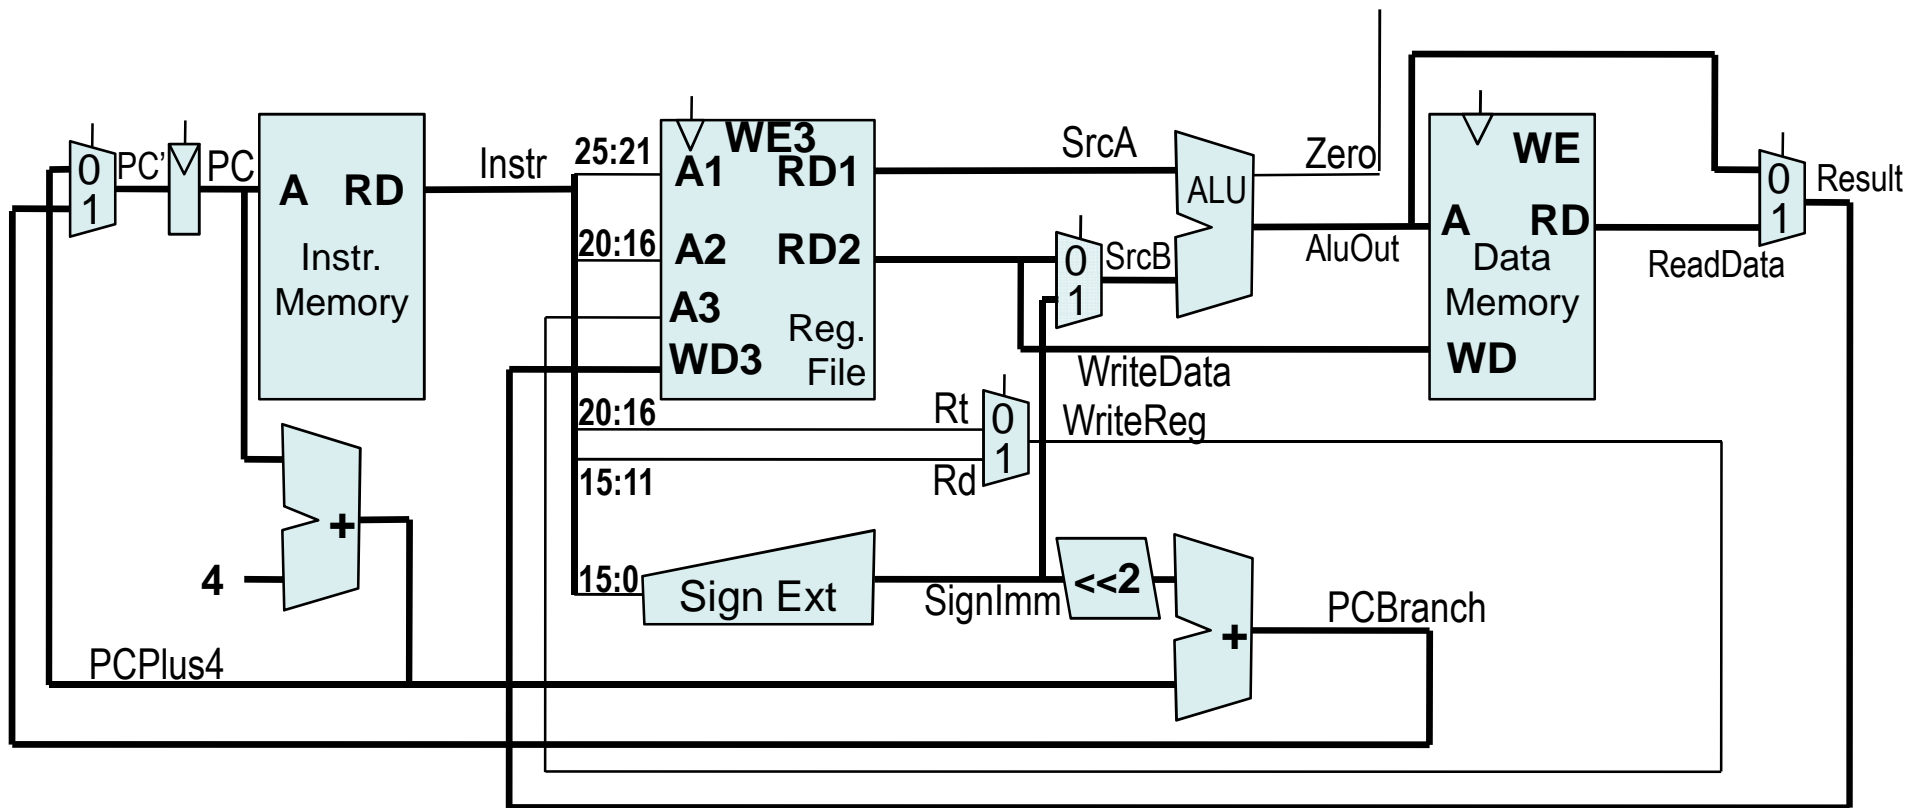 0
1
PC'
PC
A RD
Instr.
Memory
Instr
25:21
20:16
WE3
A1 RD1
A2 RD2
A3
WD3
Reg.
File
SrcA
0
1
SrcB
ALU
Zero
AluOut
WE
A RD
Data
Memory
WD
ReadData
0
1
Result
WriteData
WriteReg
20:16
Rt
0
1
15:11
Rd
+
4
15:0
Sign Ext
SignImm
<<2
+
PCBranch
PCPlus4